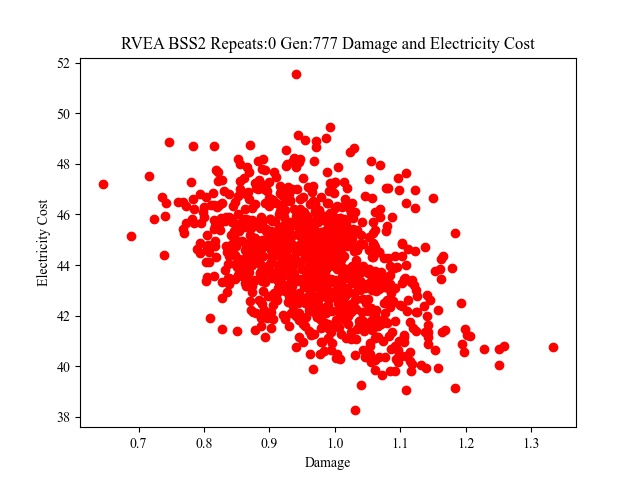 RVEA BSS2 Repeats:0 Gen:777 Damage and Electricity Cost
52
50
48
46
44
42
40
38
Electricity Cost
0.7 0.8 0.9 1.0 1.1 1.2 1.3
Damage